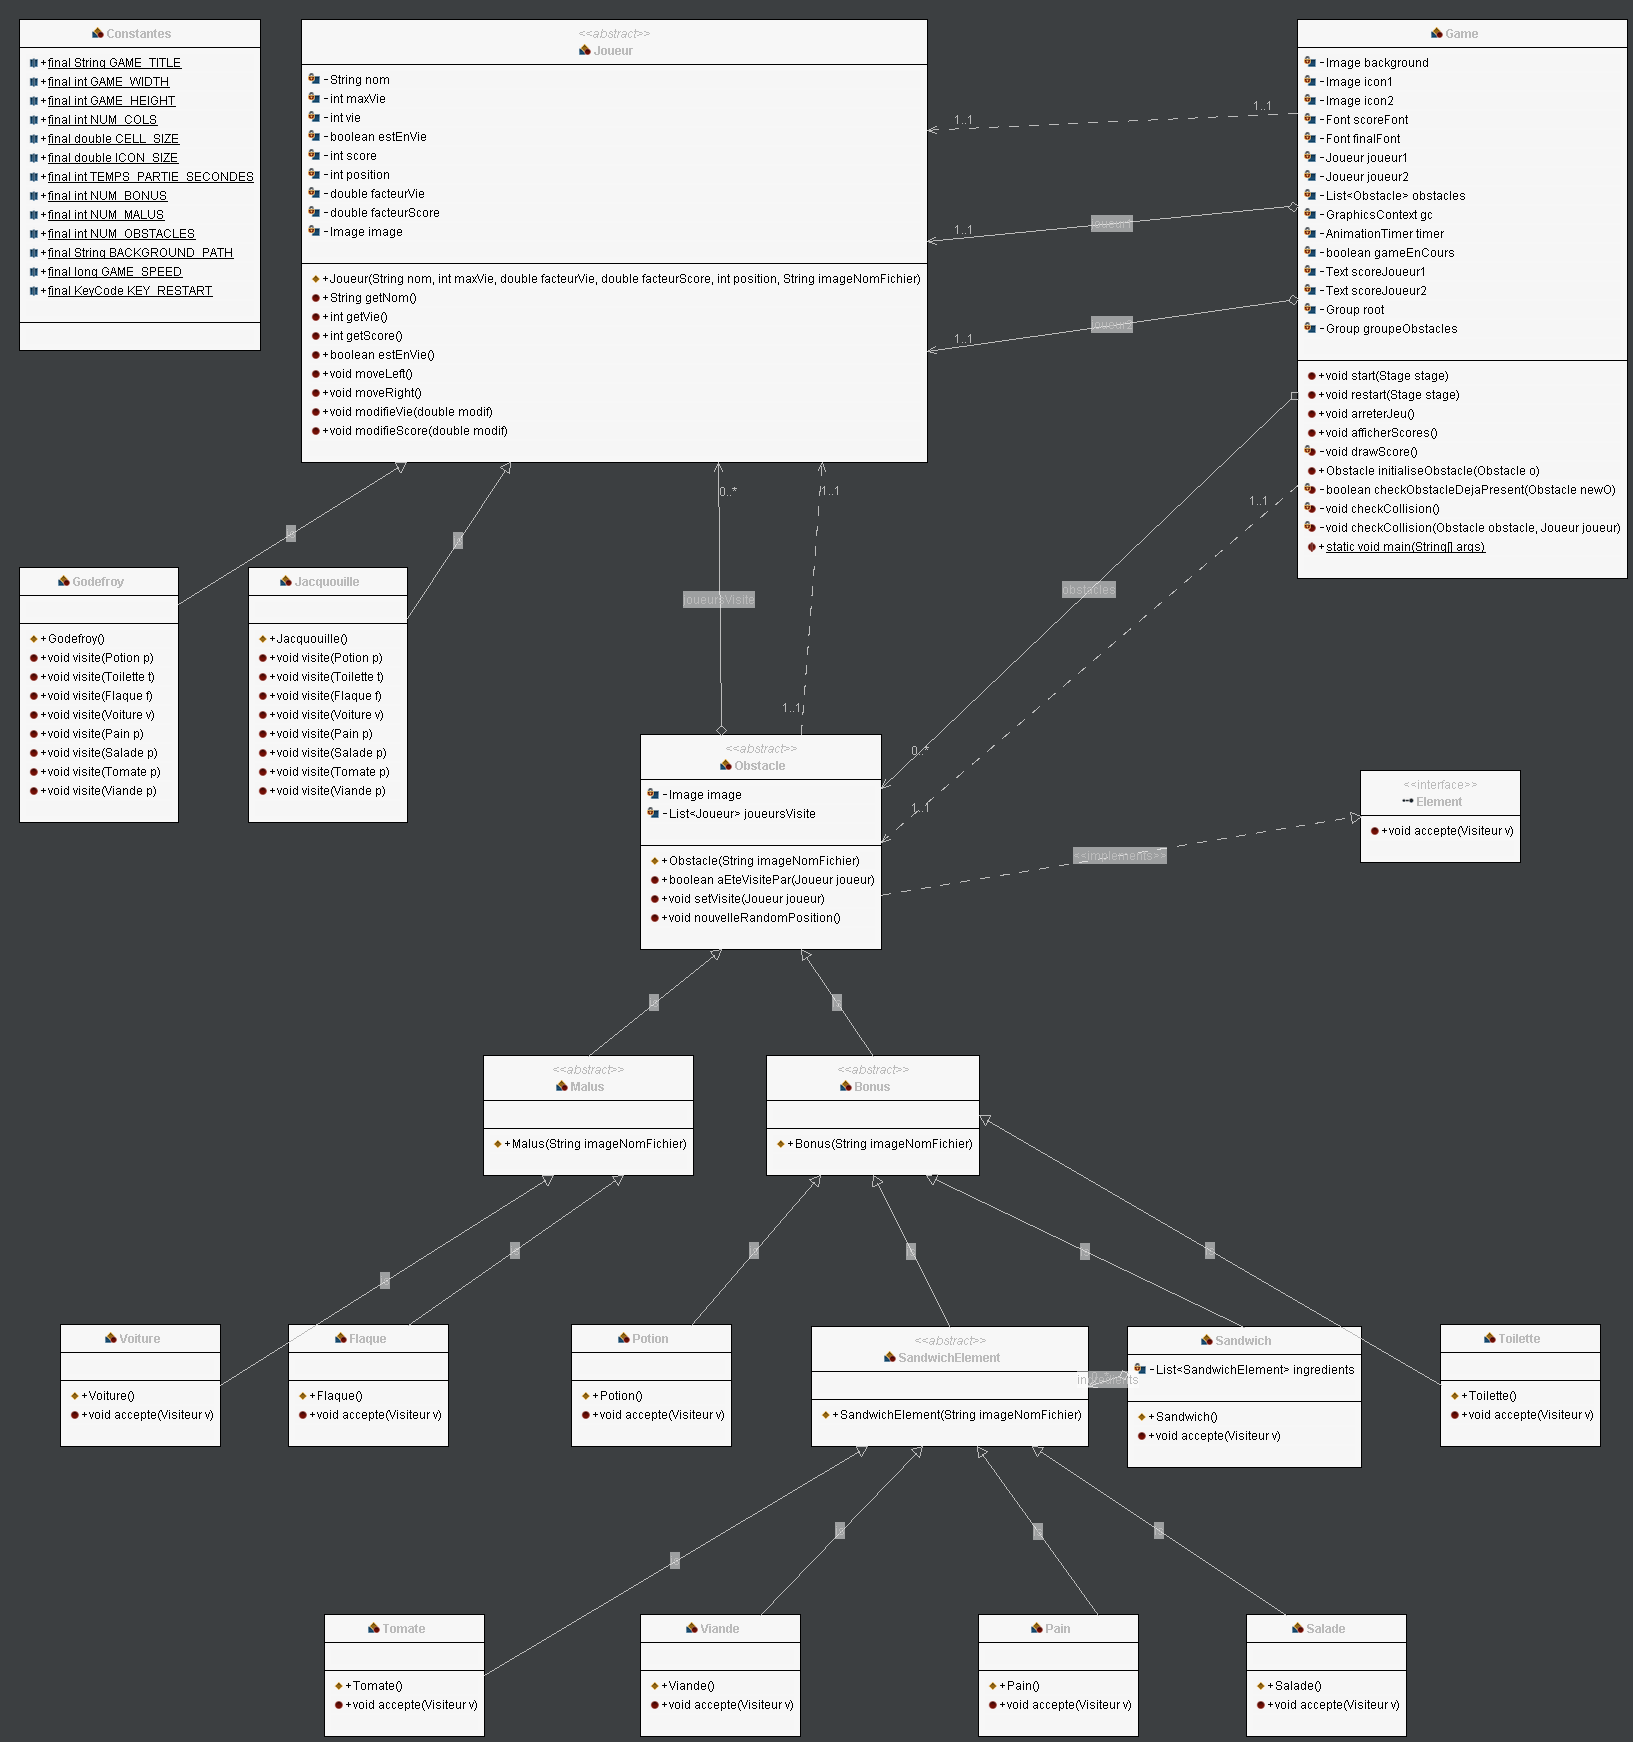 Constantes
+final String GAME_TITLE
+final int GAME_WIDTH
+final int GAME_HEIGHT
+final int NUM_COLS
+final double CELL_SIZE
+final double ICON_SIZE
+final int TEMPS_PARTIE_SECONDES
+final int NUM_BONUS
+final int NUM_MALUS
+final int NUM_OBSTACLES
+final String BACKGROUND_PATH
+final long GAME_SPEED
+final KeyCode KEY_RESTART
<<abstract>>
Joueur
-String nom
-int maxVie
-int vie
-boolean estEnVie
-int score
-int position
-double facteurVie
-double facteurScore
-Image image
+Joueur(String nom, int maxVie, double facteurVie, double facteurScore, int position, String imageNomFichier)
+String getNom()
+int getVie()
+int getScore()
+boolean estEnVie()
+void moveLeft()
+void moveRight()
+void modifieVie(double modif)
+void modifieScore(double modif)
Game
-Image background
-Image icon1
-Image icon2
-Font scoreFont
-Font finalFont
-Joueur joueur1
-Joueur joueur2
-List<Obstacle> obstacles
-GraphicsContext gc
-AnimationTimer timer
-boolean gameEnCours
-Text scoreJoueur1
-Text scoreJoueur2
-Group root
-Group groupeObstacles
+void start(Stage stage)
+void restart(Stage stage)
+void arreterJeu()
+void afficherScores()
-void drawScore()
+Obstacle initialiseObstacle(Obstacle o)
-boolean checkObstacleDejaPresent(Obstacle newO)
-void checkCollision()
-void checkCollision(Obstacle obstacle, Joueur joueur)
+static void main(String[] args)
1..1
1..1
joueur1
1..1
joueur2
1..1
0..*
1..1
1..1
joueursVisite
obstacles
1..1
0..*
1..1
Godefroy
+Godefroy()
+void visite(Potion p)
+void visite(Toilette t)
+void visite(Flaque f)
+void visite(Voiture v)
+void visite(Pain p)
+void visite(Salade p)
+void visite(Tomate p)
+void visite(Viande p)
Jacquouille
+Jacquouille()
+void visite(Potion p)
+void visite(Toilette t)
+void visite(Flaque f)
+void visite(Voiture v)
+void visite(Pain p)
+void visite(Salade p)
+void visite(Tomate p)
+void visite(Viande p)
<<abstract>>
Obstacle
-Image image
-List<Joueur> joueursVisite
+Obstacle(String imageNomFichier)
+boolean aEteVisitePar(Joueur joueur)
+void setVisite(Joueur joueur)
+void nouvelleRandomPosition()
<<implements>>
<<interface>>
Element
+void accepte(Visiteur v)
<<abstract>>
Malus
+Malus(String imageNomFichier)
<<abstract>>
Bonus
+Bonus(String imageNomFichier)
Voiture
+Voiture()
+void accepte(Visiteur v)
Flaque
+Flaque()
+void accepte(Visiteur v)
Potion
+Potion()
+void accepte(Visiteur v)
<<abstract>>
SandwichElement
+SandwichElement(String imageNomFichier)
ingredients
Sandwich
-List<SandwichElement> ingredients
+Sandwich()
+void accepte(Visiteur v)
Toilette
+Toilette()
+void accepte(Visiteur v)
Tomate
+Tomate()
+void accepte(Visiteur v)
Viande
+Viande()
+void accepte(Visiteur v)
Pain
+Pain()
+void accepte(Visiteur v)
Salade
+Salade()
+void accepte(Visiteur v)